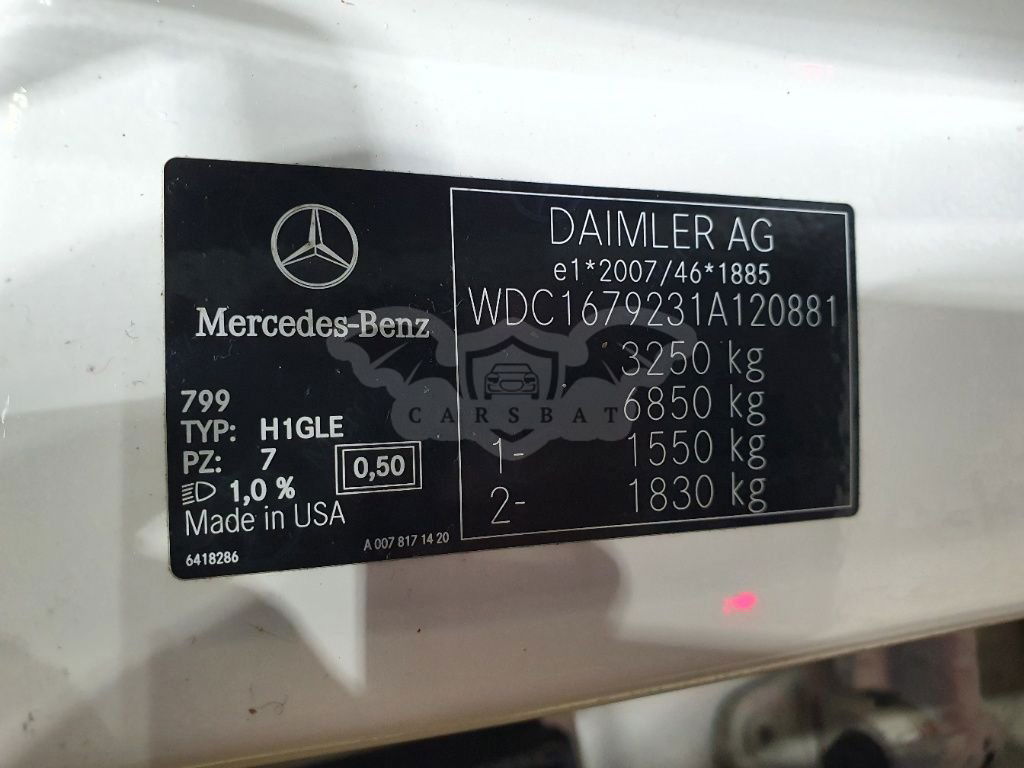 Mercedes-Benz
799
TYP: H1GLE
PZ: 7
0,50
1,0 %
Made in USA
6418286
A 007 817 14 20
DAIMLER AG
e1*2007/46*1885
WDC1679231A120881
3250 kg
6850 kg
1- 1550 kg
2- 1830 kg
CARSBAT